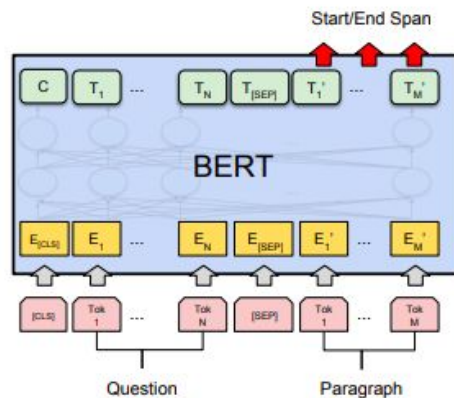 Start/End Span
C T1 ... TN T[SEP] T1' ... TM'
BERT
E[CLS] E1 ... EN E[SEP] E1' ... EM'
[CLS] Tok 1 ... Tok N [SEP] Tok 1 ... Tok M
Question Paragraph